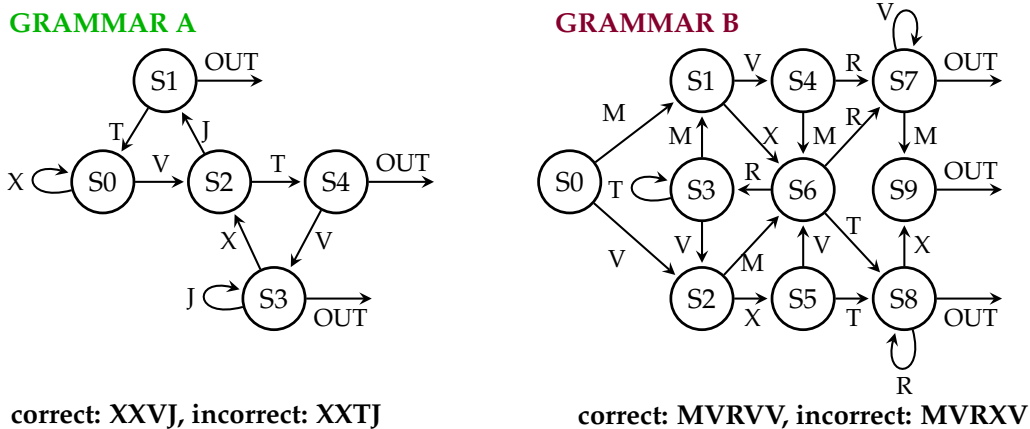 GRAMMAR A
S1
OUT
T
J
X
S0
V
S2
T
S4
OUT
X
V
J
S3
OUT
correct: XXVJ, incorrect: XXTJ
GRAMMAR B
V
S1
V
S4
R
S7
OUT
M
M
X
M
R
M
S0
T
S3
R
S6
S9
OUT
V
V
M
V
T
X
S2
X
S5
T
S8
OUT
R
correct: MVRVV, incorrect: MVRXV